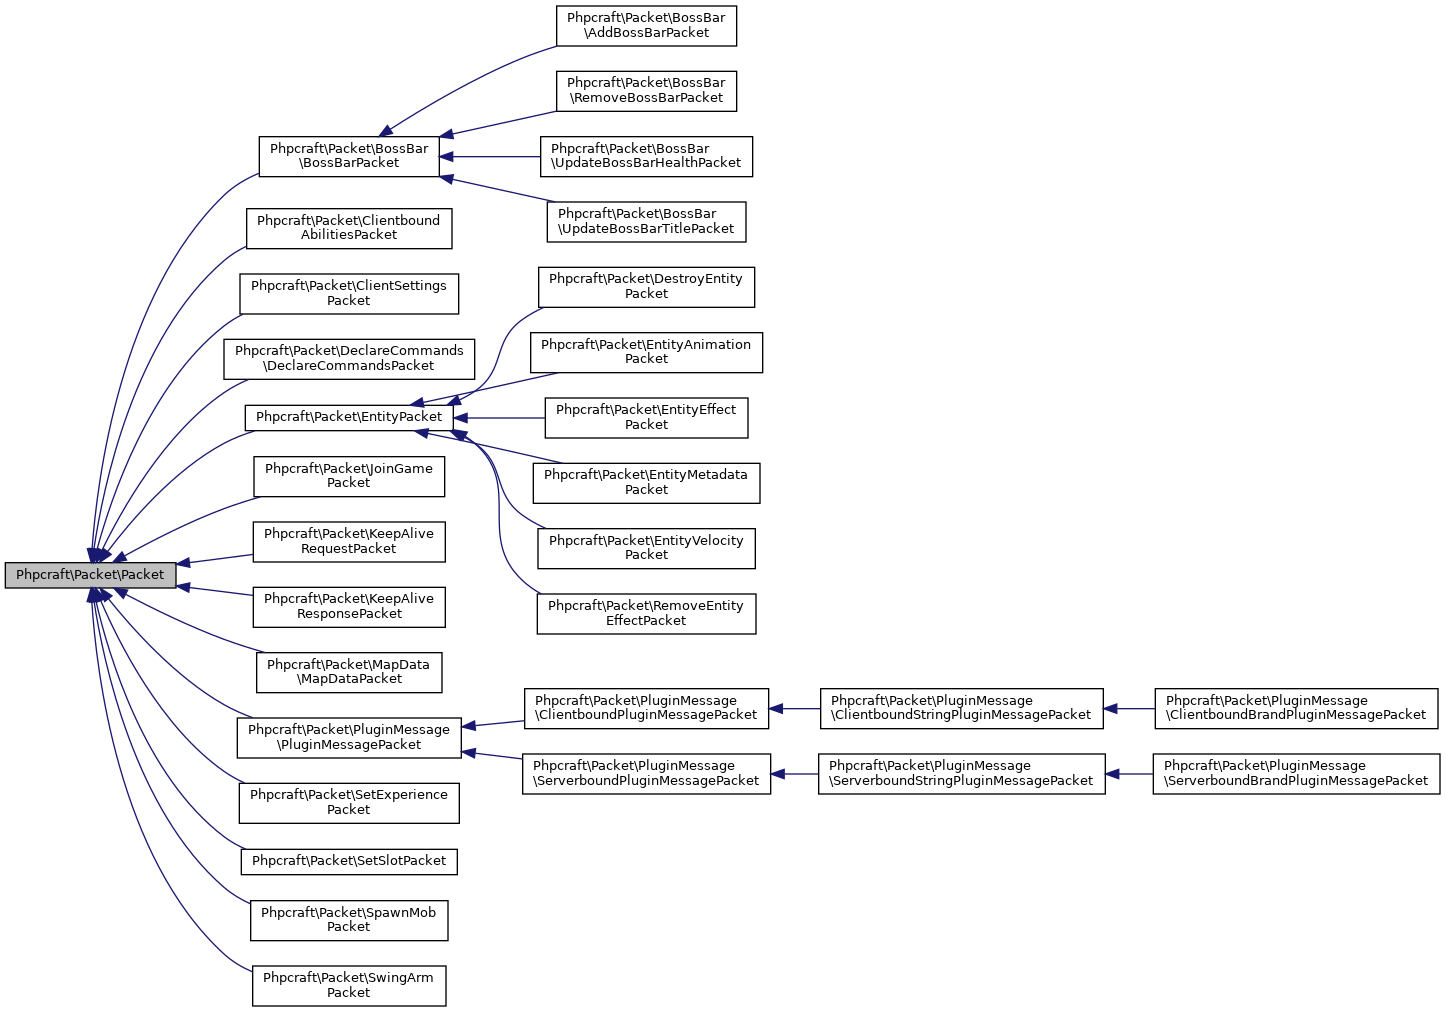 Phpcraft\Packet\BossBar
\AddBossBarPacket
Phpcraft\Packet\BossBar
\RemoveBossBarPacket
Phpcraft\Packet\BossBar
\BossBarPacket
Phpcraft\Packet\BossBar
\UpdateBossBarHealthPacket
Phpcraft\Packet\BossBar
\UpdateBossBarTitlePacket
Phpcraft\Packet\Clientbound
AbilitiesPacket
Phpcraft\Packet\ClientSettings
Packet
Phpcraft\Packet\DeclareCommands
\DeclareCommandsPacket
Phpcraft\Packet\EntityPacket
Phpcraft\Packet\DestroyEntity
Packet
Phpcraft\Packet\EntityAnimation
Packet
Phpcraft\Packet\EntityEffect
Packet
Phpcraft\Packet\EntityMetadata
Packet
Phpcraft\Packet\EntityVelocity
Packet
Phpcraft\Packet\RemoveEntity
EffectPacket
Phpcraft\Packet\JoinGame
Packet
Phpcraft\Packet\KeepAlive
RequestPacket
Phpcraft\Packet\Packet
Phpcraft\Packet\KeepAlive
ResponsePacket
Phpcraft\Packet\MapData
\MapDataPacket
Phpcraft\Packet\PluginMessage
\PluginMessagePacket
Phpcraft\Packet\PluginMessage
\ClientboundPluginMessagePacket
Phpcraft\Packet\PluginMessage
\ClientboundStringPluginMessagePacket
Phpcraft\Packet\PluginMessage
\ClientboundBrandPluginMessagePacket
Phpcraft\Packet\PluginMessage
\ServerboundPluginMessagePacket
Phpcraft\Packet\PluginMessage
\ServerboundStringPluginMessagePacket
Phpcraft\Packet\PluginMessage
\ServerboundBrandPluginMessagePacket
Phpcraft\Packet\SetExperience
Packet
Phpcraft\Packet\SetSlotPacket
Phpcraft\Packet\SpawnMob
Packet
Phpcraft\Packet\SwingArm
Packet